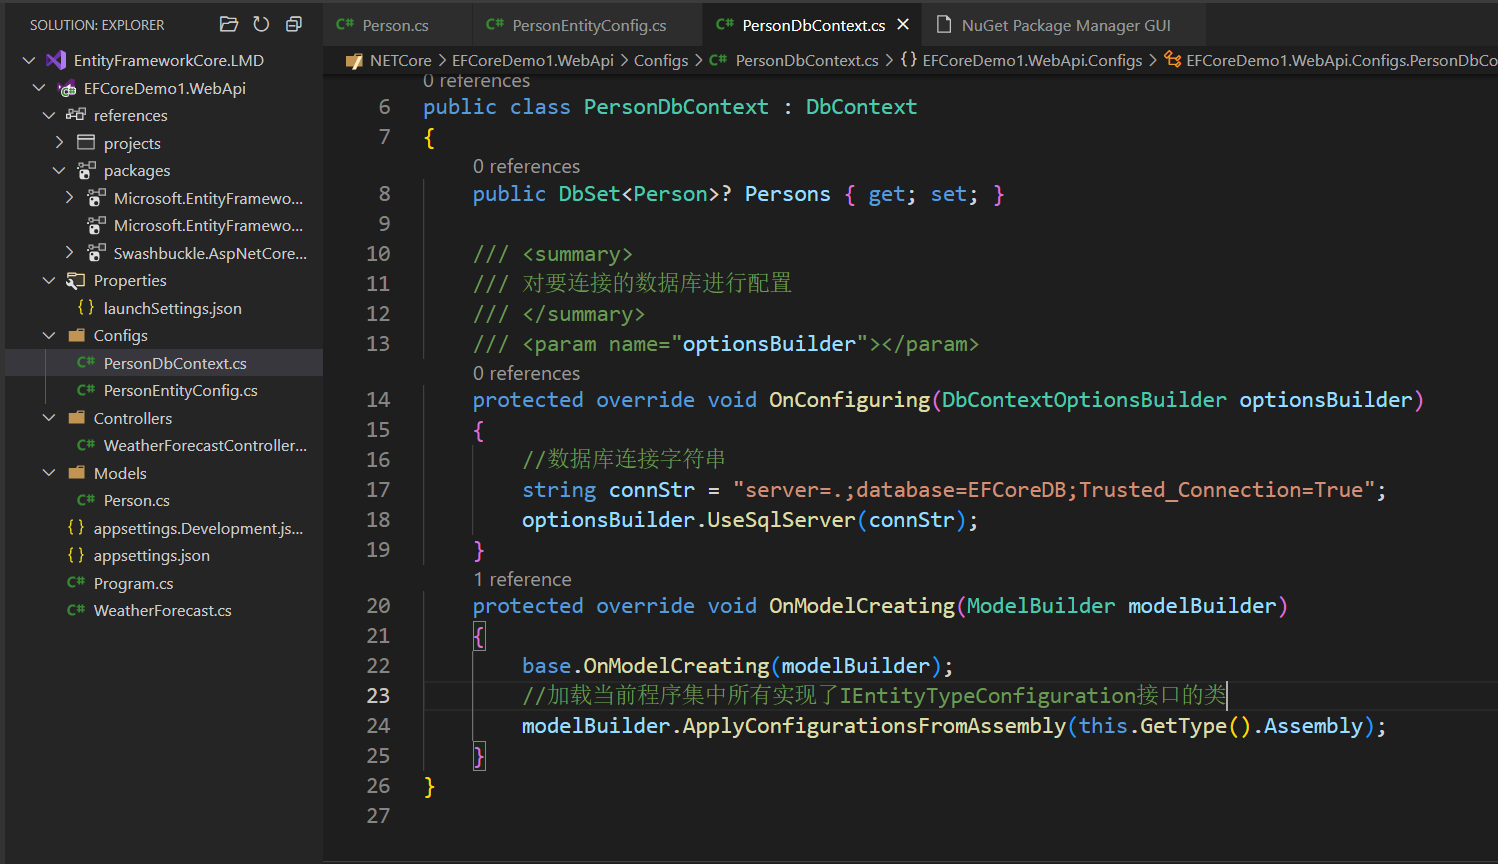 SOLUTION: EXPLORER
EntityFrameworkCore.LMD
EFCoreDemo1.WebApi
references
projects
packages
Microsoft.EntityFramewo...
Microsoft.EntityFramewo...
Swashbuckle.AspNetCore...
Properties
{} launchSettings.json
Configs
C# PersonDbContext.cs
C# PersonEntityConfig.cs
Controllers
C# WeatherForecastController...
Models
C# Person.cs
{} appsettings.Development.js...
{} appsettings.json
C# Program.cs
C# WeatherForecast.cs
C# Person.cs
C# PersonEntityConfig.cs
C# PersonDbContext.cs ×
NuGet Package Manager GUI
NETCore > EFCoreDemo1.WebApi > Configs > C# PersonDbContext.cs > {} EFCoreDemo1.WebApi.Configs > EFCoreDemo1.WebApi.Configs.PersonDbCo
0 references
6 public class PersonDbContext : DbContext
7 {
0 references
8 public DbSet<Person>? Persons { get; set; }
9
10 /// <summary>
11 /// 对要连接的数据库进行配置
12 /// </summary>
13 /// <param name="optionsBuilder"></param>
0 references
14 protected override void OnConfiguring(DbContextOptionsBuilder optionsBuilder)
15 {
16 //数据库连接字符串
17 string connStr = "server=.;database=EFCoreDB;Trusted_Connection=True";
18 optionsBuilder.UseSqlServer(connStr);
19 }
1 reference
20 protected override void OnModelCreating(ModelBuilder modelBuilder)
21 {
22 base.OnModelCreating(modelBuilder);
23 //加载当前程序集中所有实现了IEntityTypeConfiguration接口的类
24 modelBuilder.ApplyConfigurationsFromAssembly(this.GetType().Assembly);
25 }
26 }
27